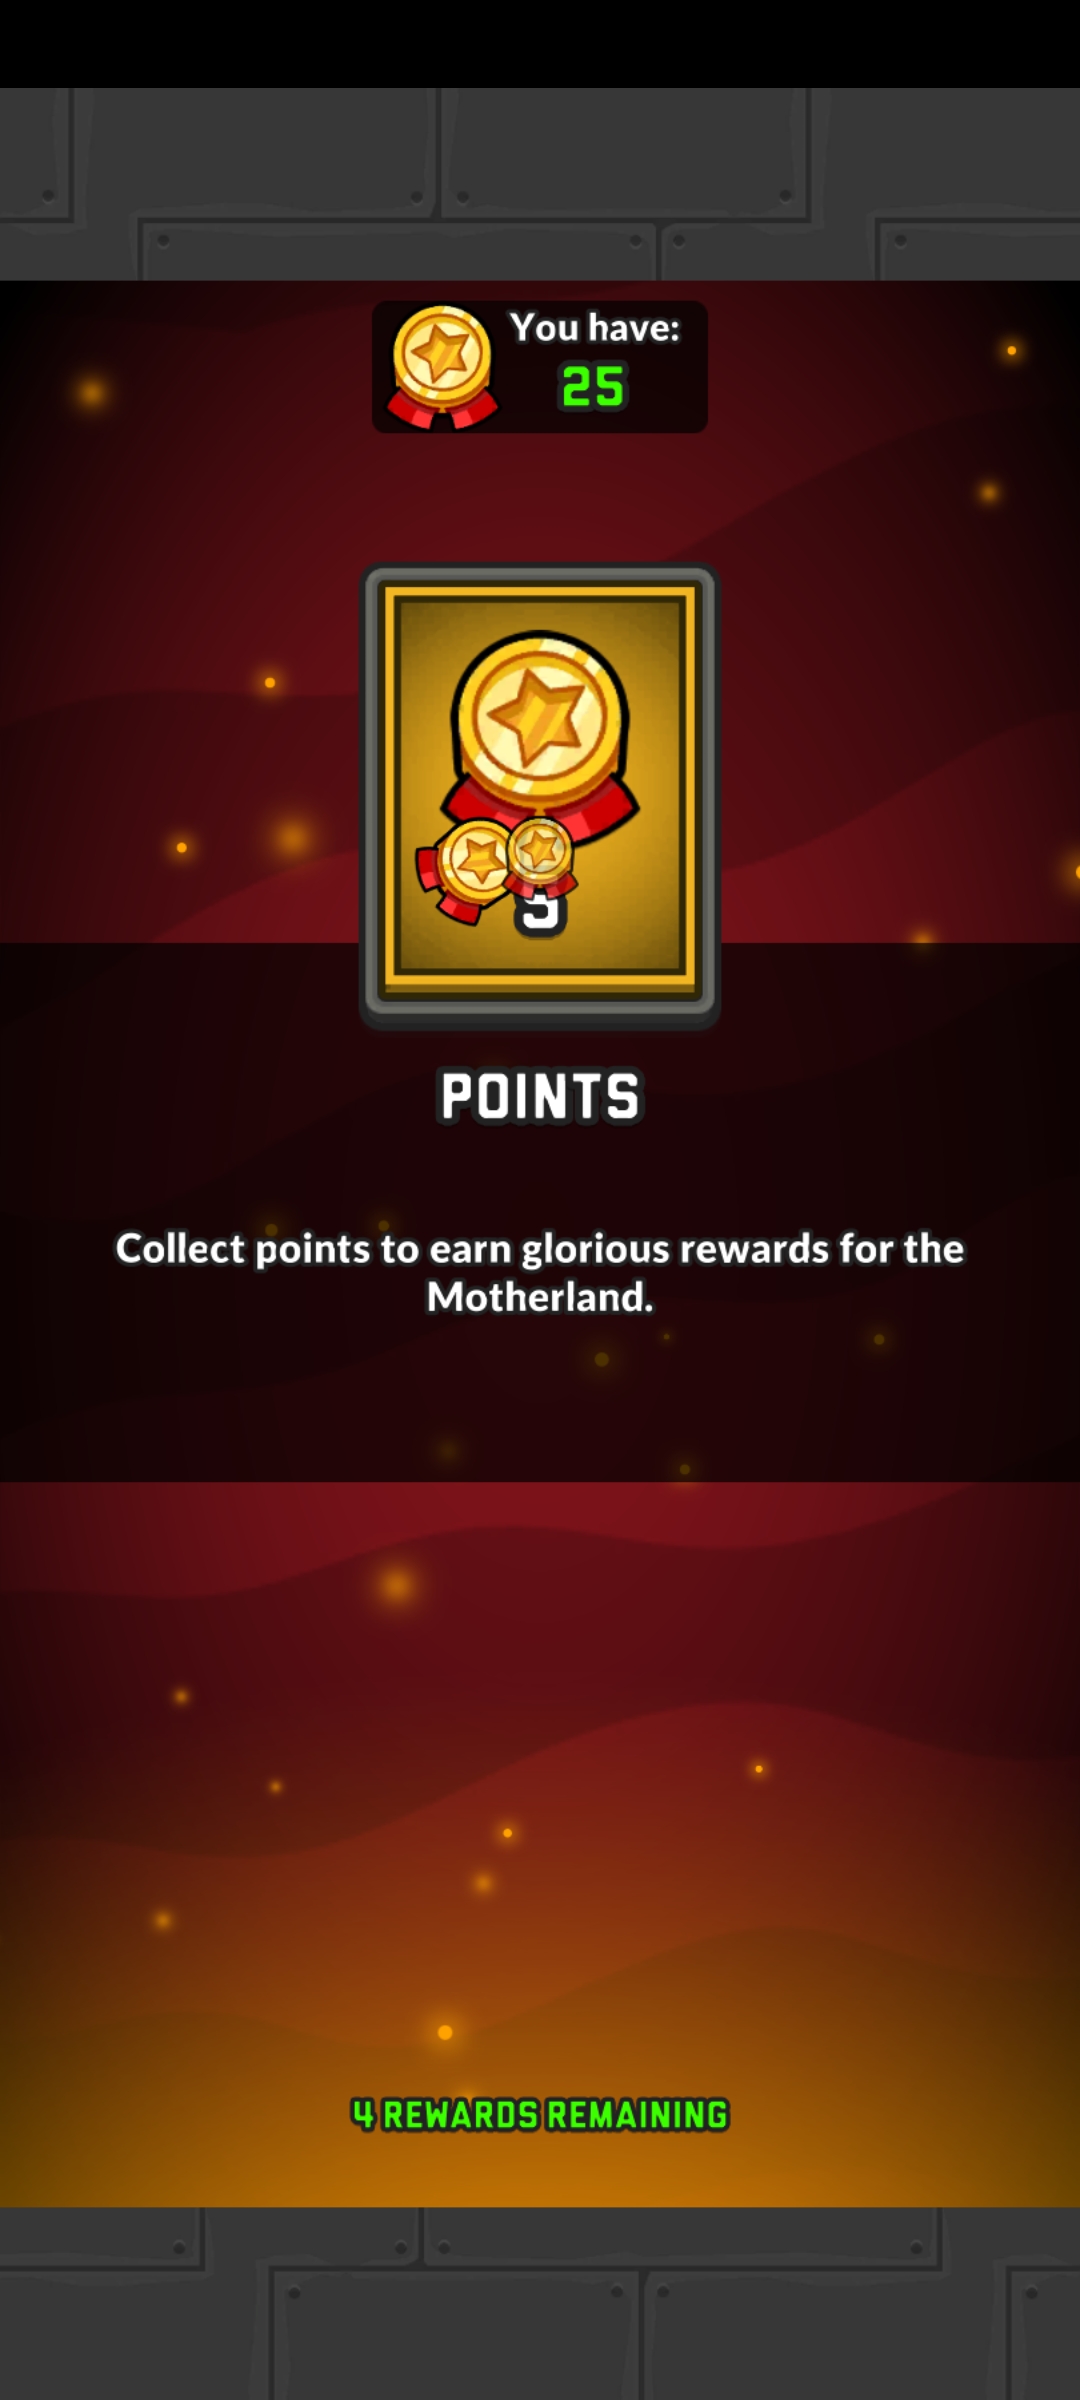 You have:
25
POINTS
Collect points to earn glorious rewards for the
Motherland.
4 REWARDS REMAINING